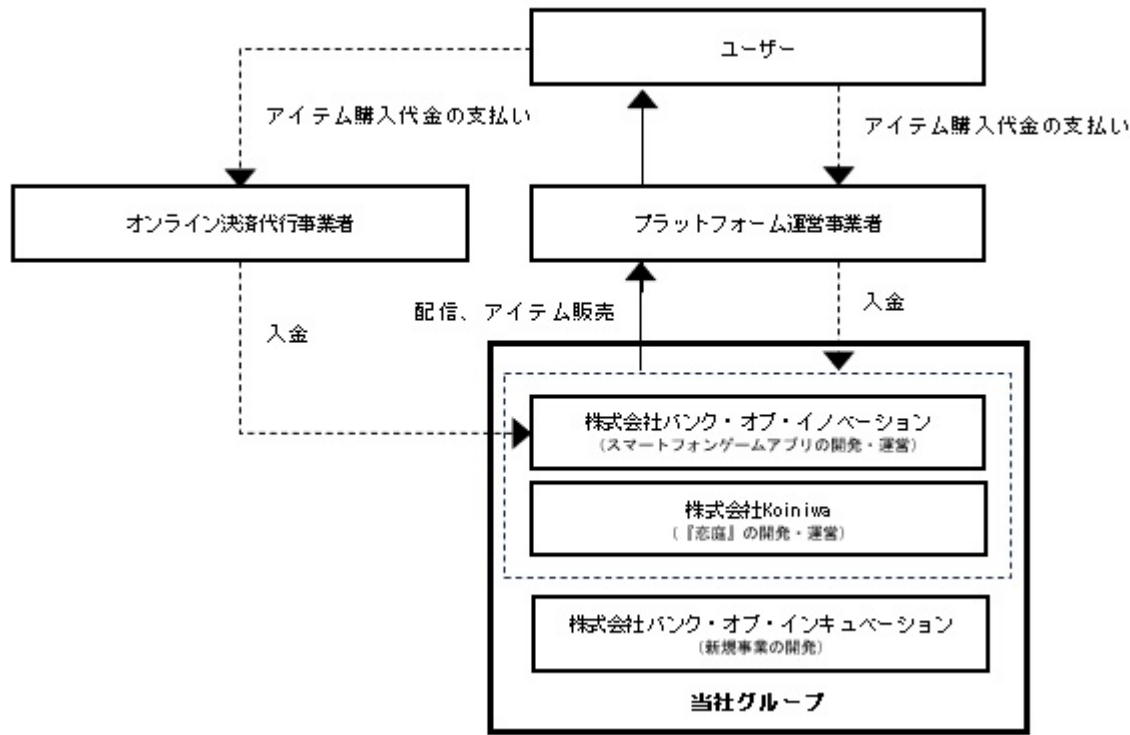 ユーザー
アイテム購入代金の支払い
アイテム購入代金の支払い
オンライン決済代行事業者
プラットフォーム運営事業者
配信、アイテム販売
入金
入金
株式会社バンク・オブ・イノベーション
(スマートフォンゲームアプリの開発・運営)
株式会社Koiniwa
(『恋庭』の開発・運営)
株式会社バンク・オブ・インキュベーション
(新規事業の開発)
当社グループ